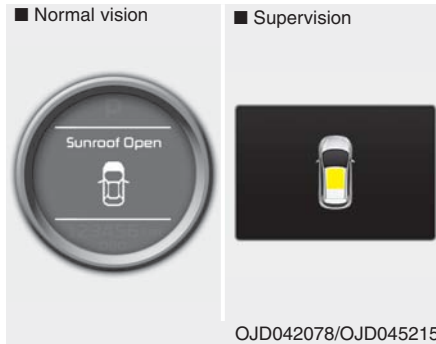 ■ Normal vision
■ Supervision
Sunroof Open
OJD042078/OJD045215